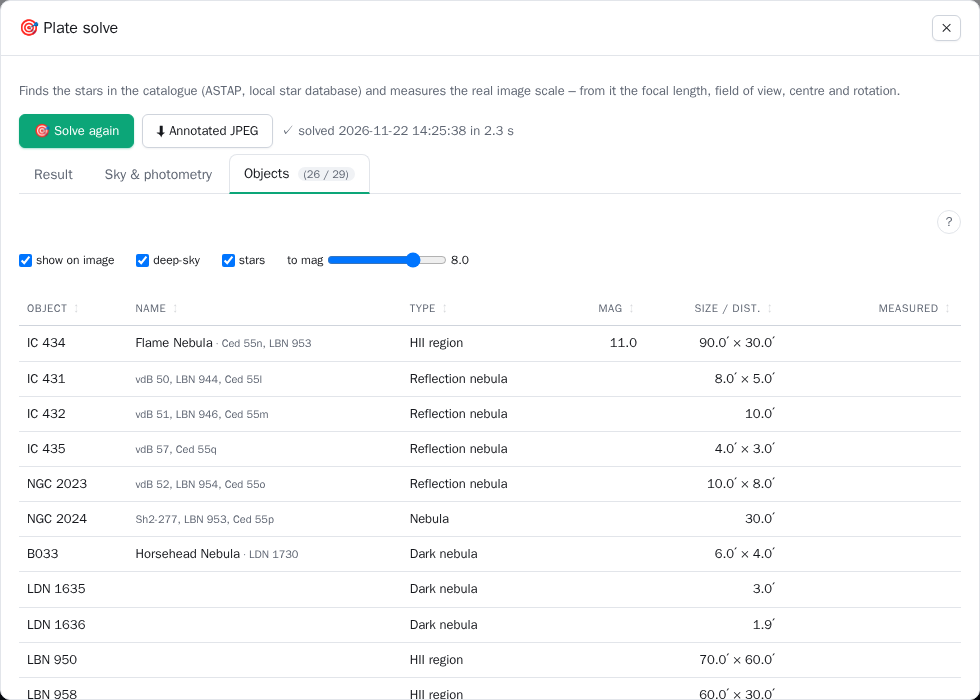 🎯 Plate solve
×
Finds the stars in the catalogue (ASTAP, local star database) and measures the real image scale – from it the focal length, field of view, centre and rotation.
🎯 Solve again ⬇ Annotated JPEG ✓ solved 2026-11-22 14:25:38 in 2.3 s
Result Sky & photometry Objects (26 / 29)
?
show on image deep-sky stars to mag 8.0
OBJECT NAME TYPE MAG SIZE / DIST. MEASURED
IC 434 Flame Nebula · Ced 55n, LBN 953 HII region 11.0 90.0′ × 30.0′
IC 431 vdB 50, LBN 944, Ced 55l Reflection nebula 8.0′ × 5.0′
IC 432 vdB 51, LBN 946, Ced 55m Reflection nebula 10.0′
IC 435 vdB 57, Ced 55q Reflection nebula 4.0′ × 3.0′
NGC 2023 vdB 52, LBN 954, Ced 55o Reflection nebula 10.0′ × 8.0′
NGC 2024 Sh2-277, LBN 953, Ced 55p Nebula 30.0′
B033 Horsehead Nebula · LDN 1730 Dark nebula 6.0′ × 4.0′
LDN 1635 Dark nebula 3.0′
LDN 1636 Dark nebula 1.9′
LBN 950 HII region 70.0′ × 60.0′
LBN 958 HII region 60.0′ × 30.0′